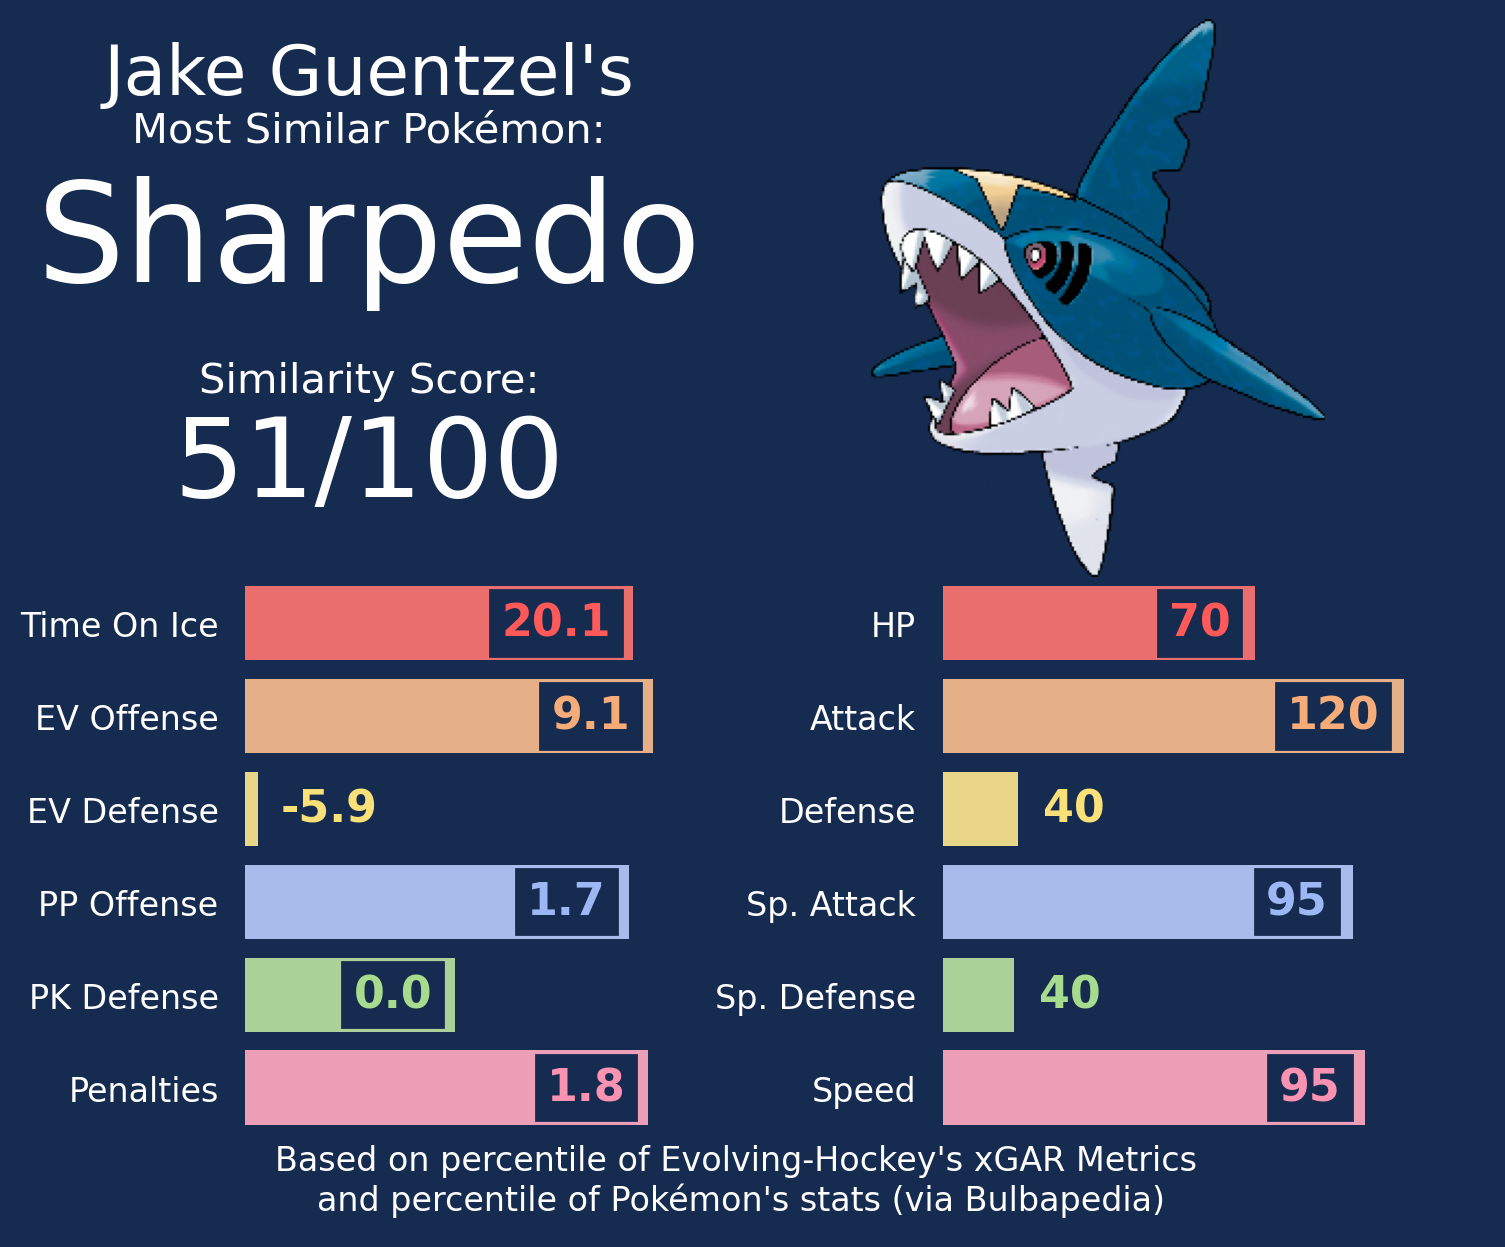 Jake Guentzel's
Most Similar Pokémon:
Sharpedo
Similarity Score:
51/100
Time On Ice 20.1
EV Offense 9.1
EV Defense -5.9
PP Offense 1.7
PK Defense 0.0
Penalties 1.8
HP 70
Attack 120
Defense 40
Sp. Attack 95
Sp. Defense 40
Speed 95
Based on percentile of Evolving-Hockey's xGAR Metrics
and percentile of Pokémon's stats (via Bulbapedia)